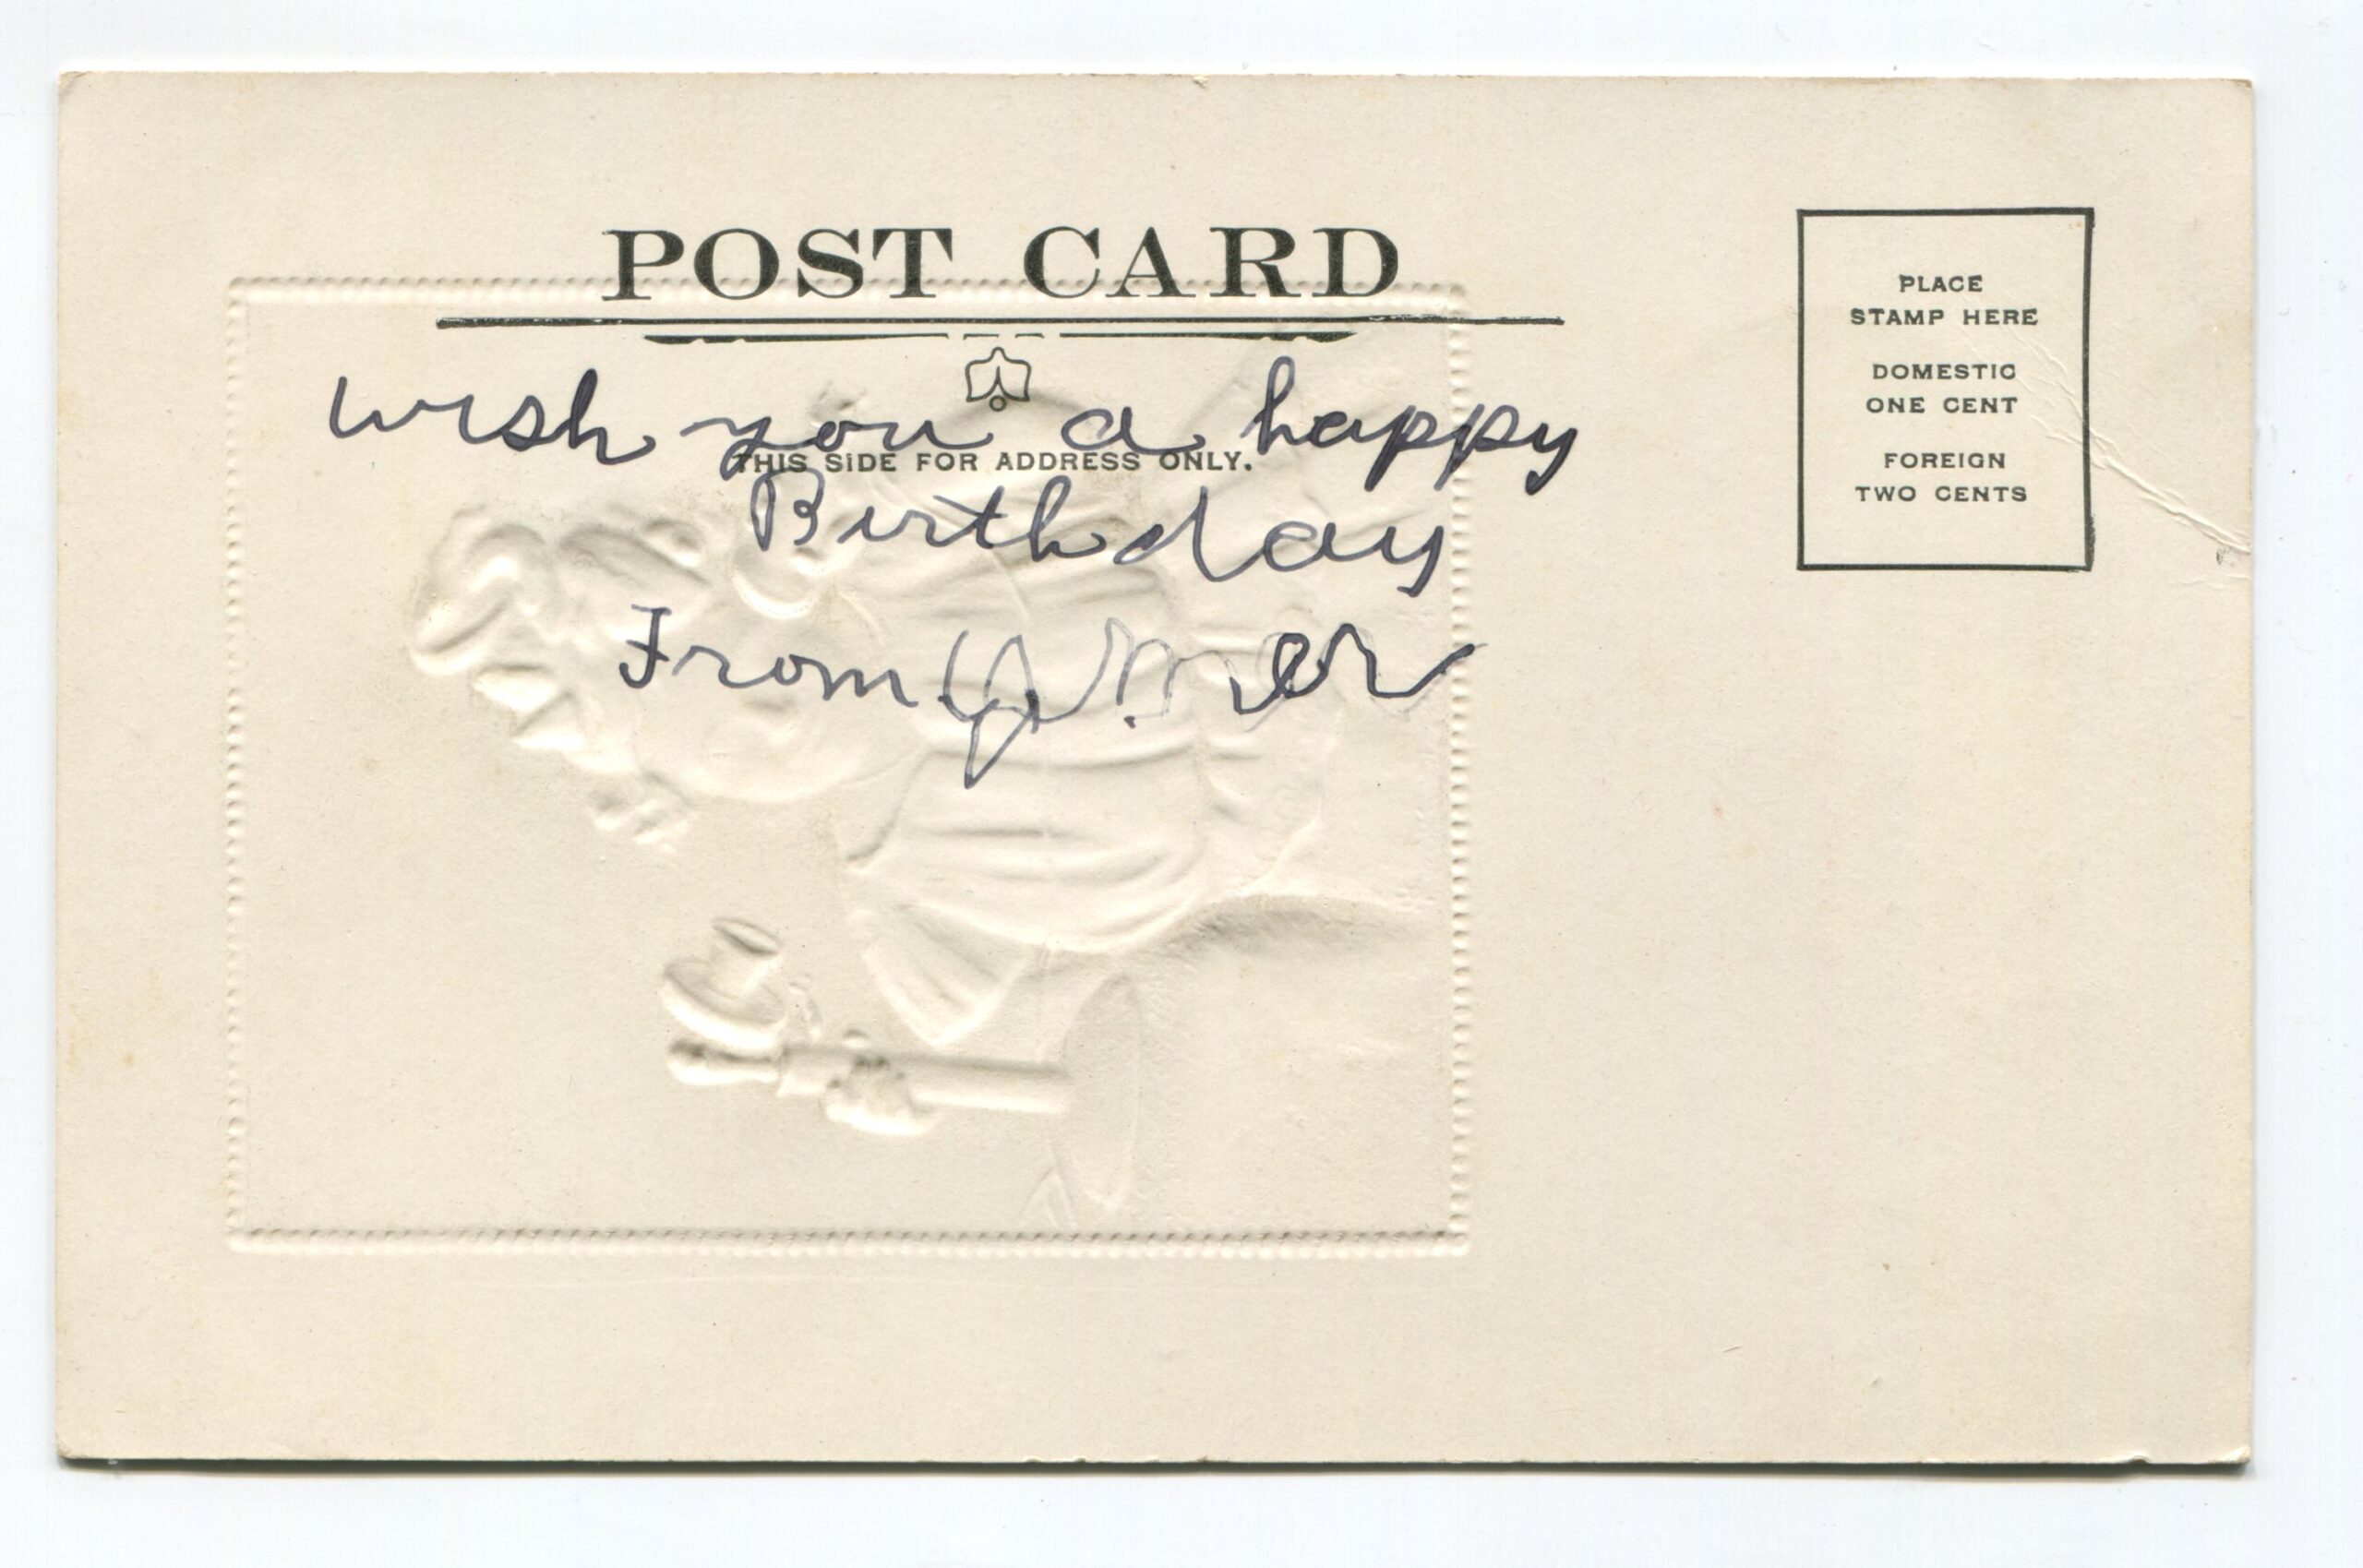 POST CARD
wish you a happy
THIS SIDE FOR ADDRESS ONLY.
Birthday
From
PLACE
STAMP HERE
DOMESTIC
ONE CENT
FOREIGN
TWO CENTS